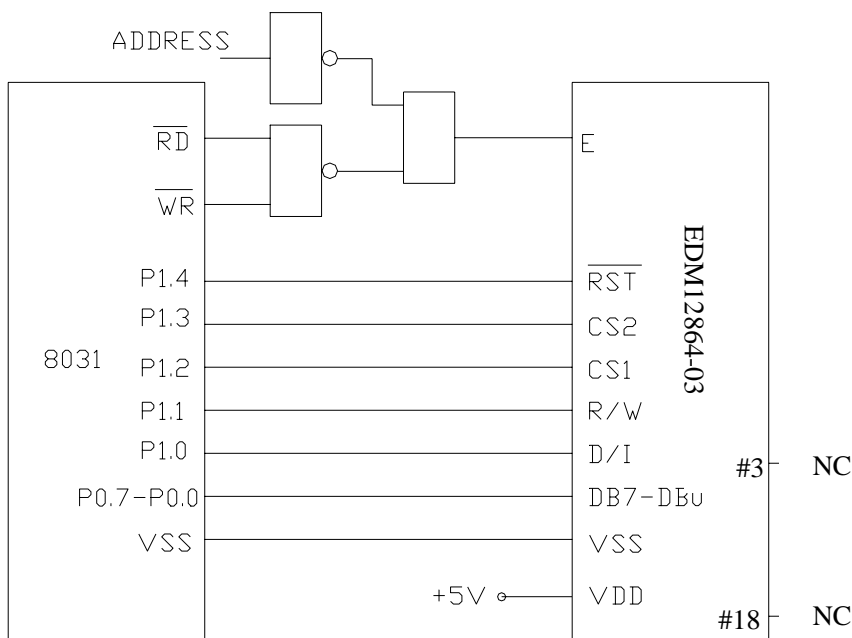 ADDRESS
RD
WR
E
P1.4
RST
P1.3
CS2
8031
P1.2
CS1
EDM12864-03
P1.1
R/W
P1.0
D/I
#3
NC
P0.7-P0.0
DB7-DB0
VSS
VSS
+5V
VDD
#18
NC